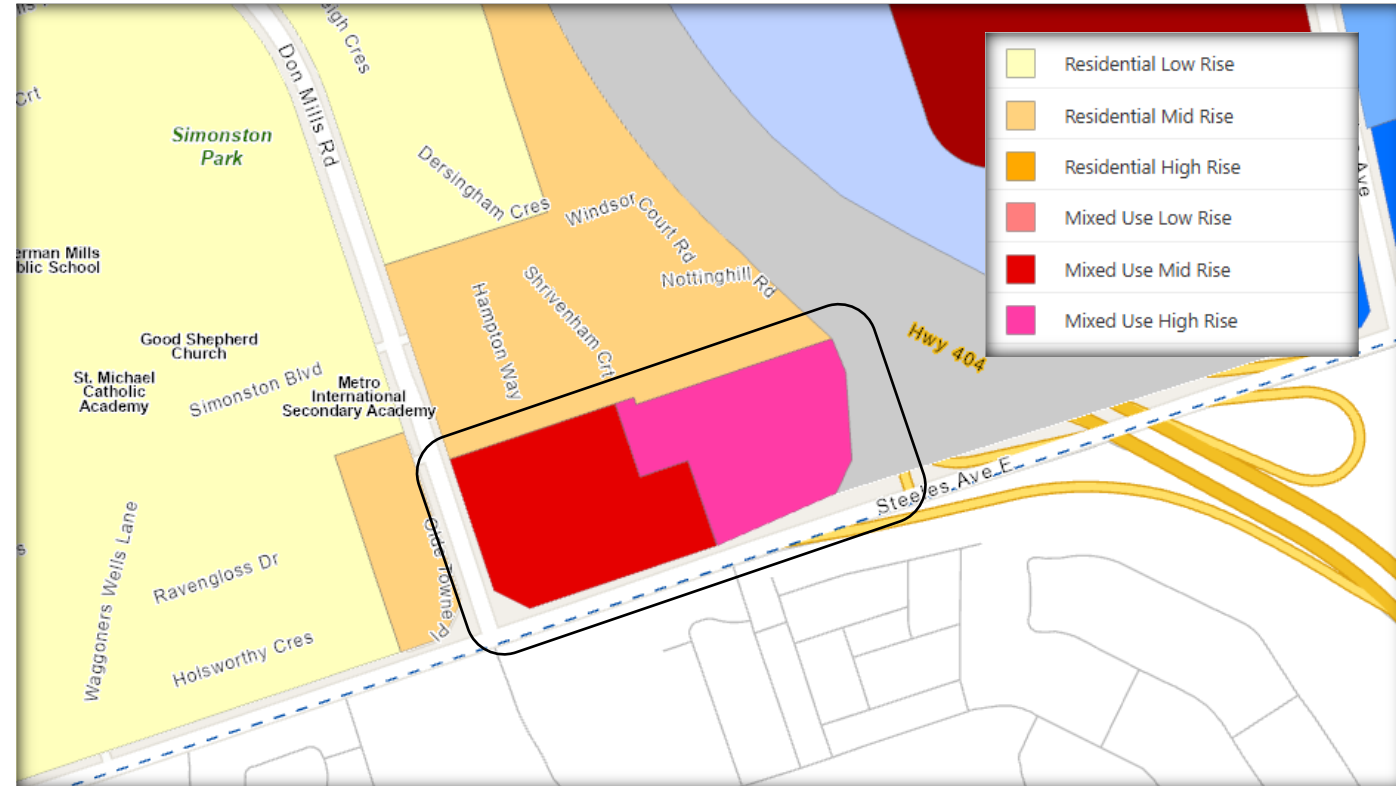 Don Mills Rd
Simonston
Park
Dersingham Cres
Windsor Court Rd
Nottinghill Rd
Shrivenham Crt
Hampton Way
Good Shepherd
Church
St. Michael
Catholic
Academy
Simonston Blvd
Metro
International
Secondary Academy
Hwy 404
Steeles Ave E
Olde Towne Pl
Waggoners Wells Lane
Ravengloss Dr
Holsworthy Cres
Crt
Cres
Ave
Residential Low Rise
Residential Mid Rise
Residential High Rise
Mixed Use Low Rise
Mixed Use Mid Rise
Mixed Use High Rise